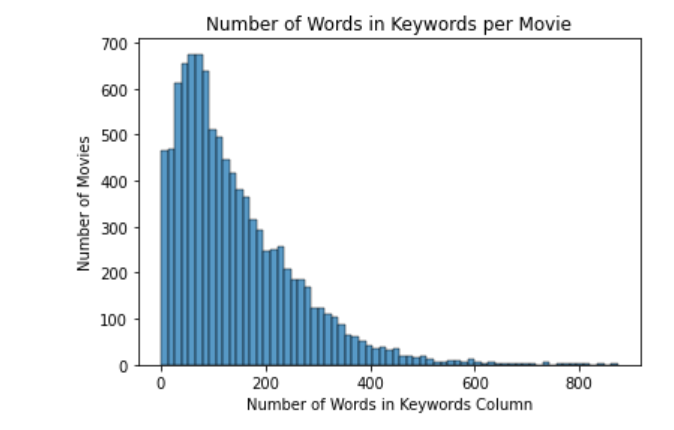 Number of Words in Keywords per Movie
700
600
500
400
300
200
100
0
Number of Movies
0 200 400 600 800
Number of Words in Keywords Column